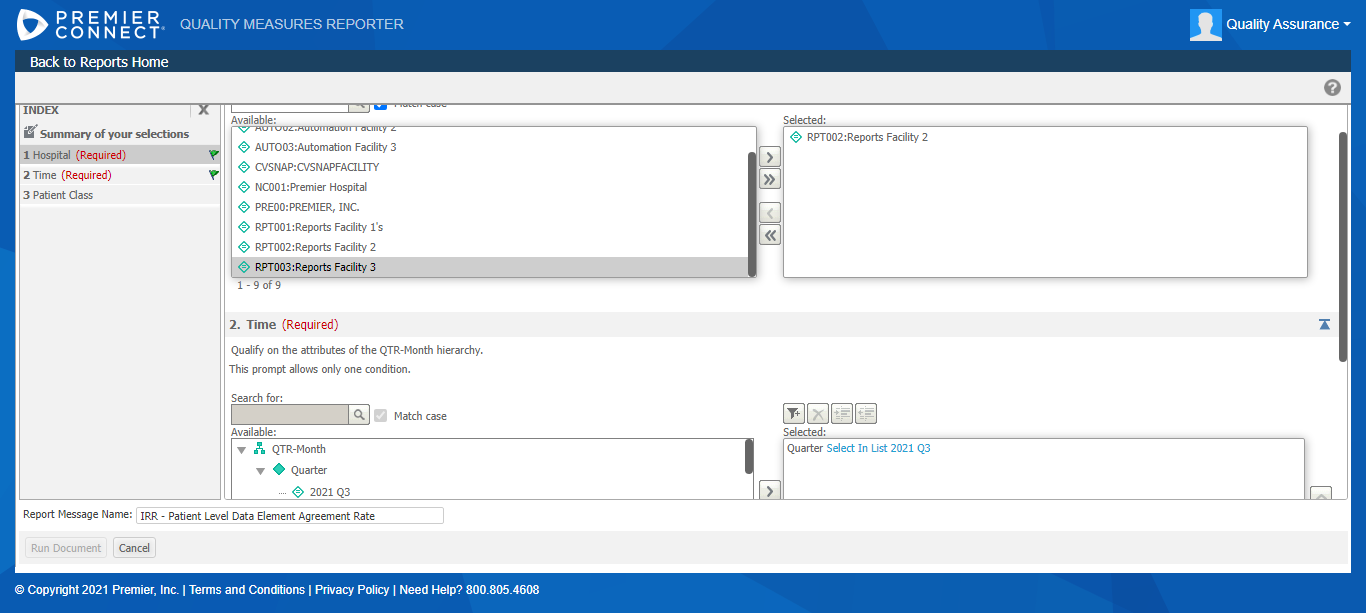 PREMIER CONNECT
QUALITY MEASURES REPORTER
Quality Assurance
Back to Reports Home
INDEX
Summary of your selections
1 Hospital (Required)
2 Time (Required)
3 Patient Class
Match case
Available:
AUTO02:Automation Facility 2
AUTO03:Automation Facility 3
CVSNAP:CVSNAPFACILITY
NC001:Premier Hospital
PRE00:PREMIER, INC.
RPT001:Reports Facility 1's
RPT002:Reports Facility 2
RPT003:Reports Facility 3
1 - 9 of 9
Selected:
RPT002:Reports Facility 2
2. Time (Required)
Qualify on the attributes of the QTR-Month hierarchy.
This prompt allows only one condition.
Search for:
Match case
Available:
QTR-Month
Quarter
2021 Q3
Selected:
Quarter Select In List 2021 Q3
Report Message Name: IRR - Patient Level Data Element Agreement Rate
Run Document Cancel
© Copyright 2021 Premier, Inc. | Terms and Conditions | Privacy Policy | Need Help? 800.805.4608